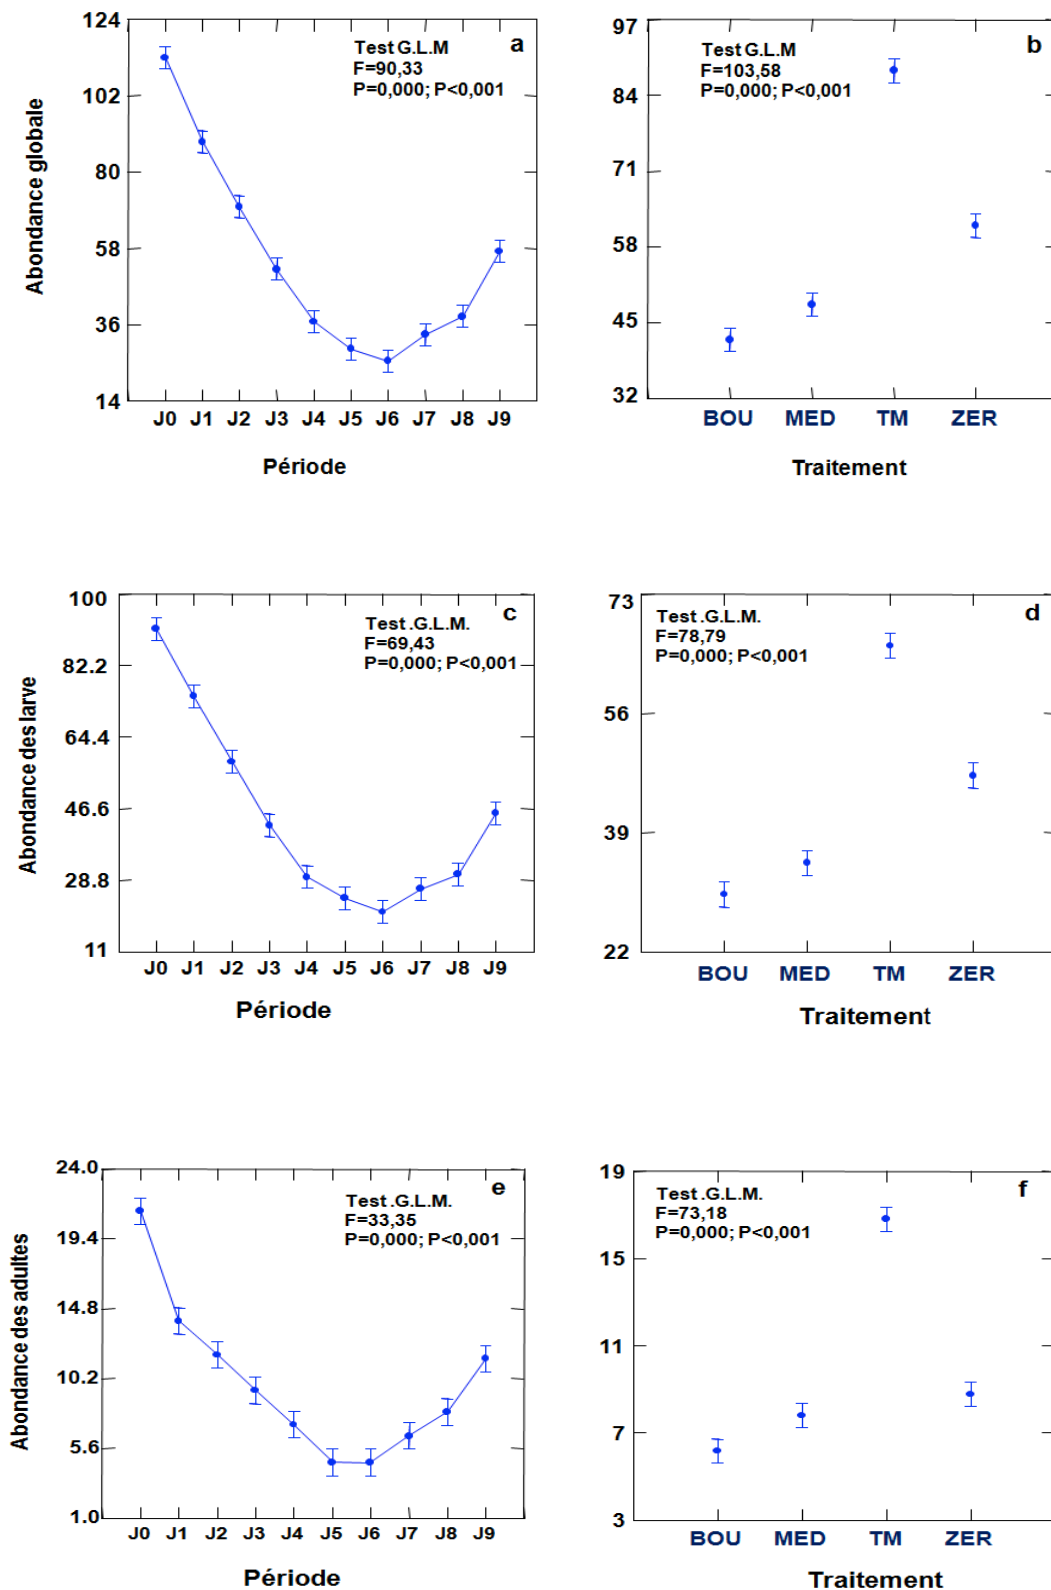 124
102
80
58
36
14
Abondance globale
Test G.L.M
F=90,33
P=0,000; P<0,001
a
J0 J1 J2 J3 J4 J5 J6 J7 J8 J9
Période
97
84
71
58
45
32
Test G.L.M
F=103,58
P=0,000; P<0,001
b
BOU MED TM ZER
Traitement
100
82.2
64.4
46.6
28.8
11
Abondance des larve
Test .G.L.M.
F=69,43
P=0,000; P<0,001
c
J0 J1 J2 J3 J4 J5 J6 J7 J8 J9
Période
73
56
39
22
Test .G.L.M.
F=78,79
P=0,000; P<0,001
d
BOU MED TM ZER
Traitement
24.0
19.4
14.8
10.2
5.6
1.0
Abondance des adultes
Test .G.L.M.
F=33,35
P=0,000; P<0,001
e
J0 J1 J2 J3 J4 J5 J6 J7 J8 J9
Période
19
15
11
7
3
Test .G.L.M.
F=73,18
P=0,000; P<0,001
f
BOU MED TM ZER
Traitement